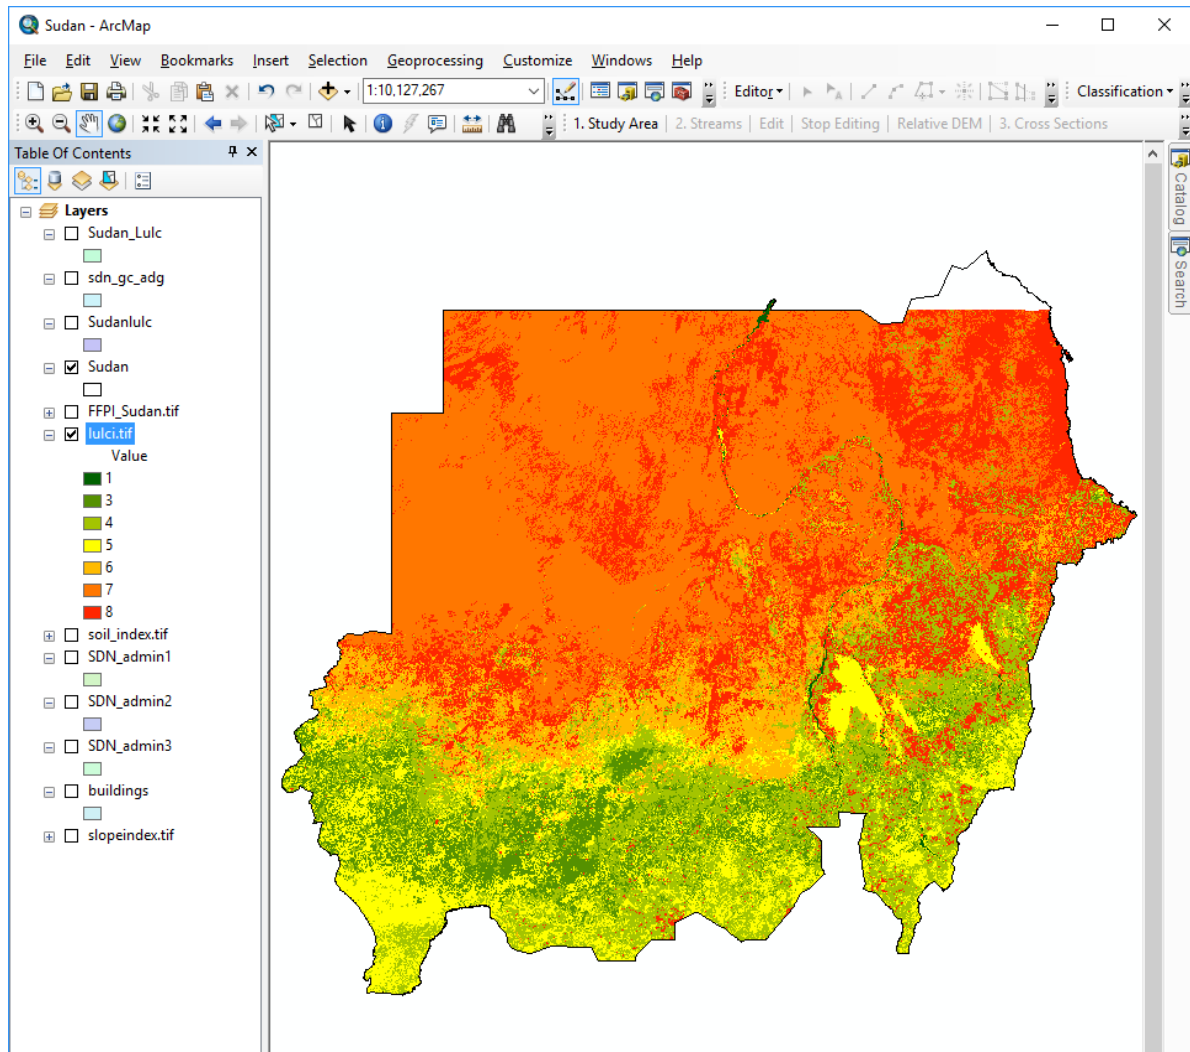 Sudan - ArcMap
File Edit View Bookmarks Insert Selection Geoprocessing Customize Windows Help
1:10,127,267 Editor Classification
1. Study Area 2. Streams Edit Stop Editing Relative DEM 3. Cross Sections
Table Of Contents
Layers
Sudan_Lulc
sdn_gc_adg
Sudanlulc
Sudan
FFPI_Sudan.tif
lulci.tif
Value
1
3
4
5
6
7
8
soil_index.tif
SDN_admin1
SDN_admin2
SDN_admin3
buildings
slopeindex.tif
Catalog
Search